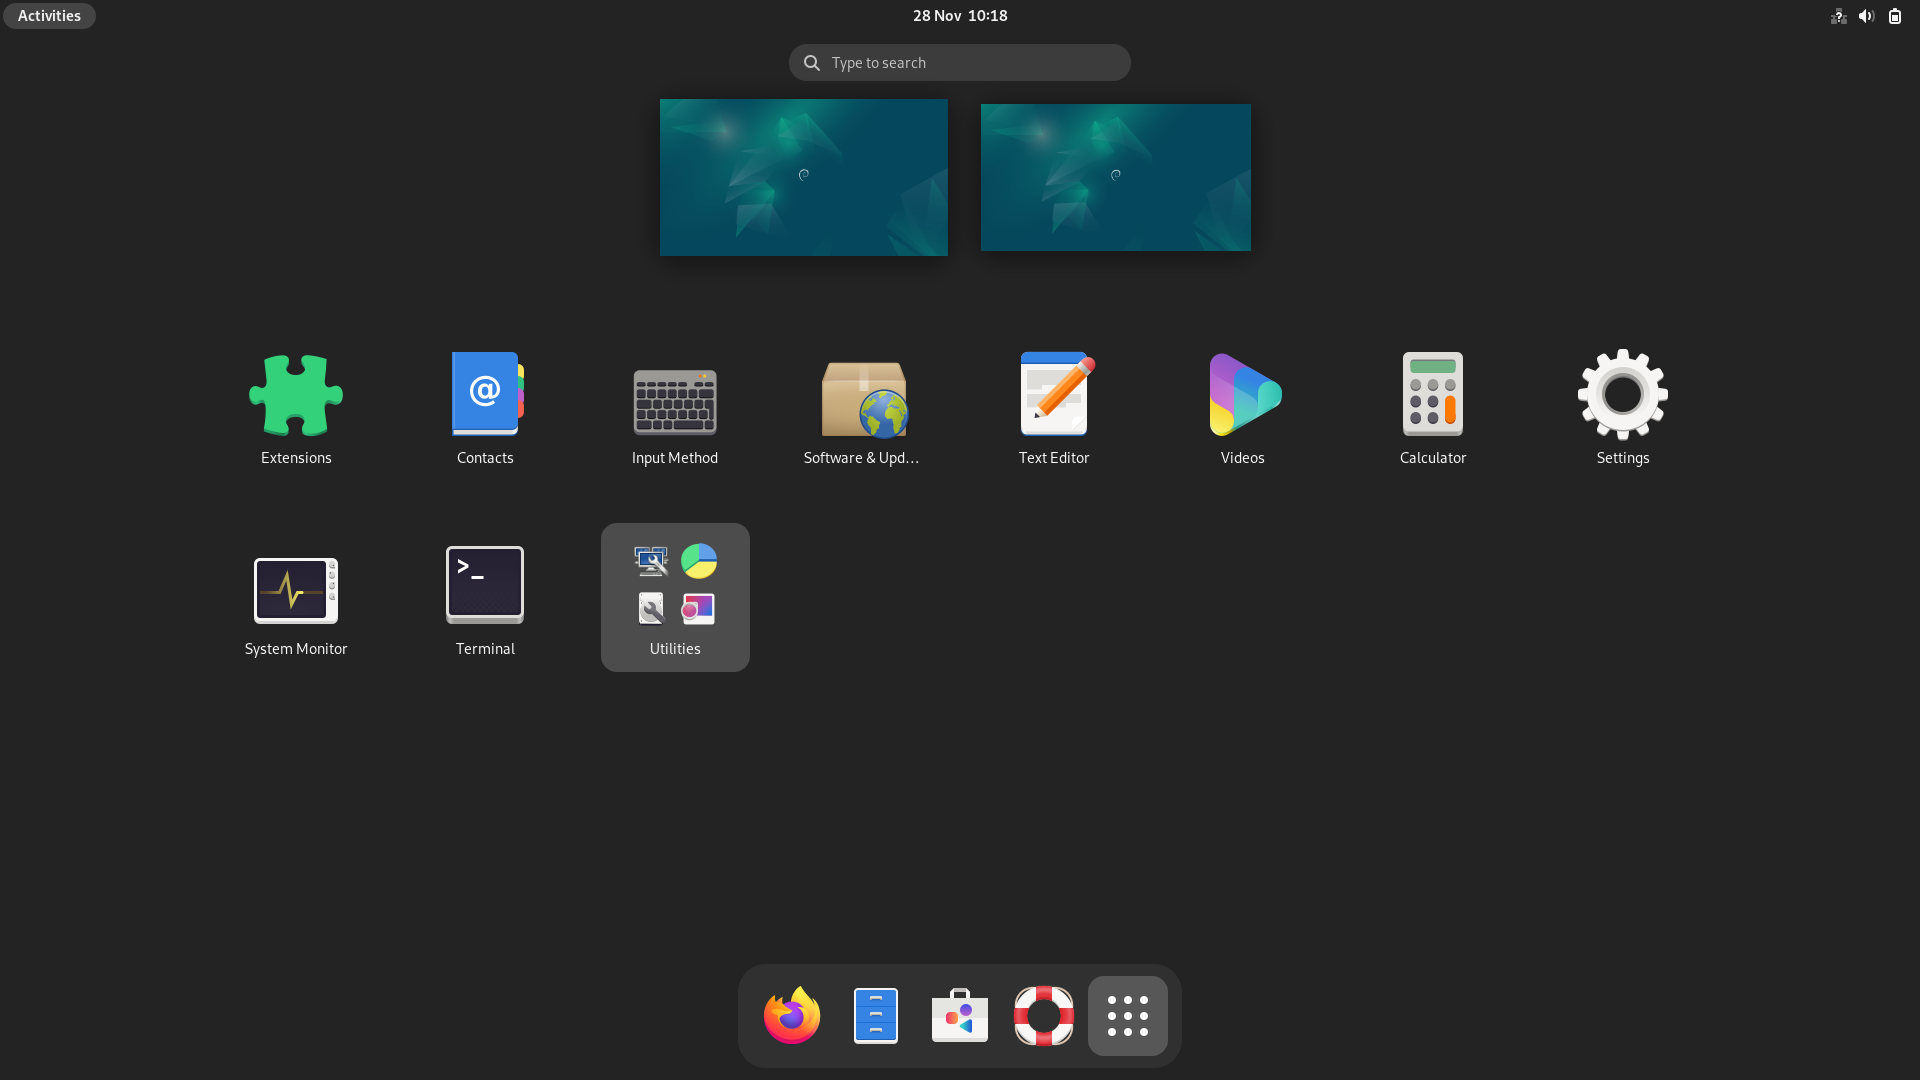 Activities
28 Nov 10:18
Type to search
Extensions
Contacts
Input Method
Software & Upd…
Text Editor
Videos
Calculator
Settings
System Monitor
Terminal
Utilities